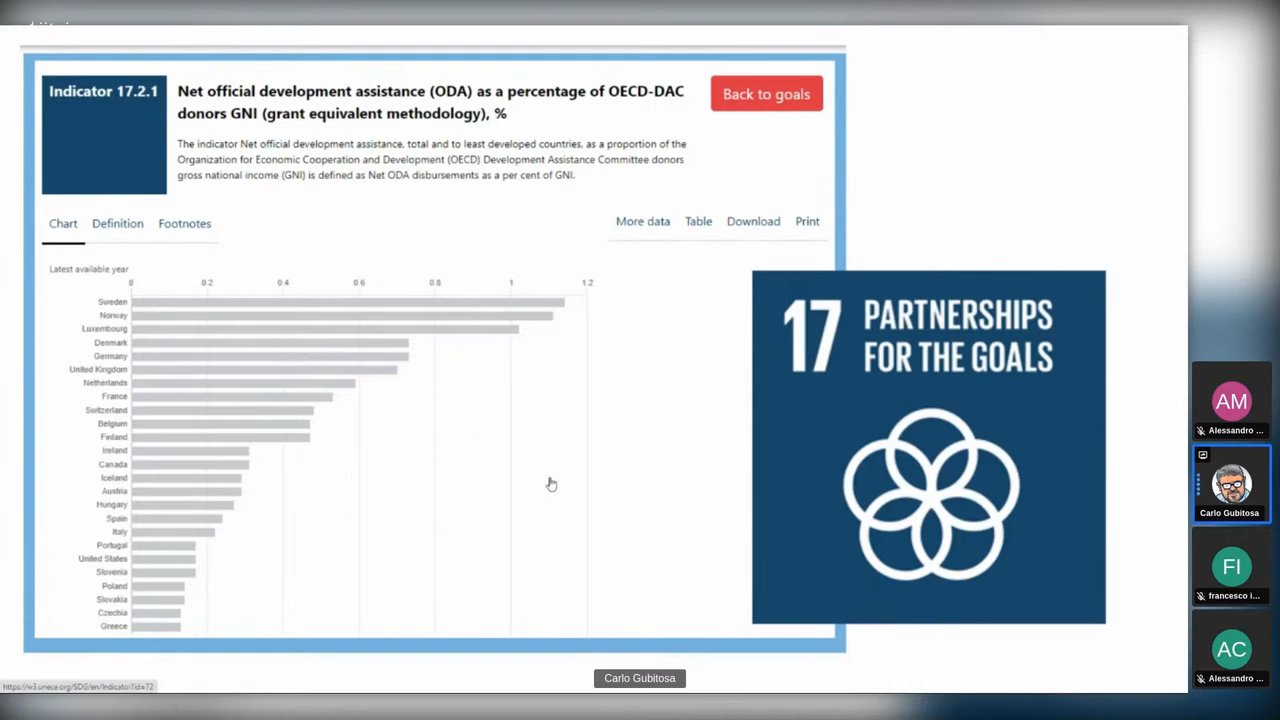 Indicator 17.2.1
Net official development assistance (ODA) as a percentage of OECD-DAC
donors GNI (grant equivalent methodology), %
Back to goals
The indicator Net official development assistance, total and to least developed countries, as a proportion of the
Organization for Economic Cooperation and Development (OECD) Development Assistance Committee donors
gross national income (GNI) is defined as Net ODA disbursements as a per cent of GNI.
Chart Definition Footnotes
More data Table Download Print
Latest available year
0 0.2 0.4 0.6 0.8 1 1.2
Sweden
Norway
Luxembourg
Denmark
Germany
United Kingdom
Netherlands
France
Switzerland
Belgium
Finland
Ireland
Canada
Iceland
Austria
Hungary
Spain
Italy
Portugal
United States
Slovenia
Poland
Slovakia
Czechia
Greece
17 PARTNERSHIPS
FOR THE GOALS
AM
Alessandro ...
Carlo Gubitosa
FI
francesco i...
AC
Alessandro ...
Carlo Gubitosa
https://w3.unece.org/SDG/en/Indicator?id=72